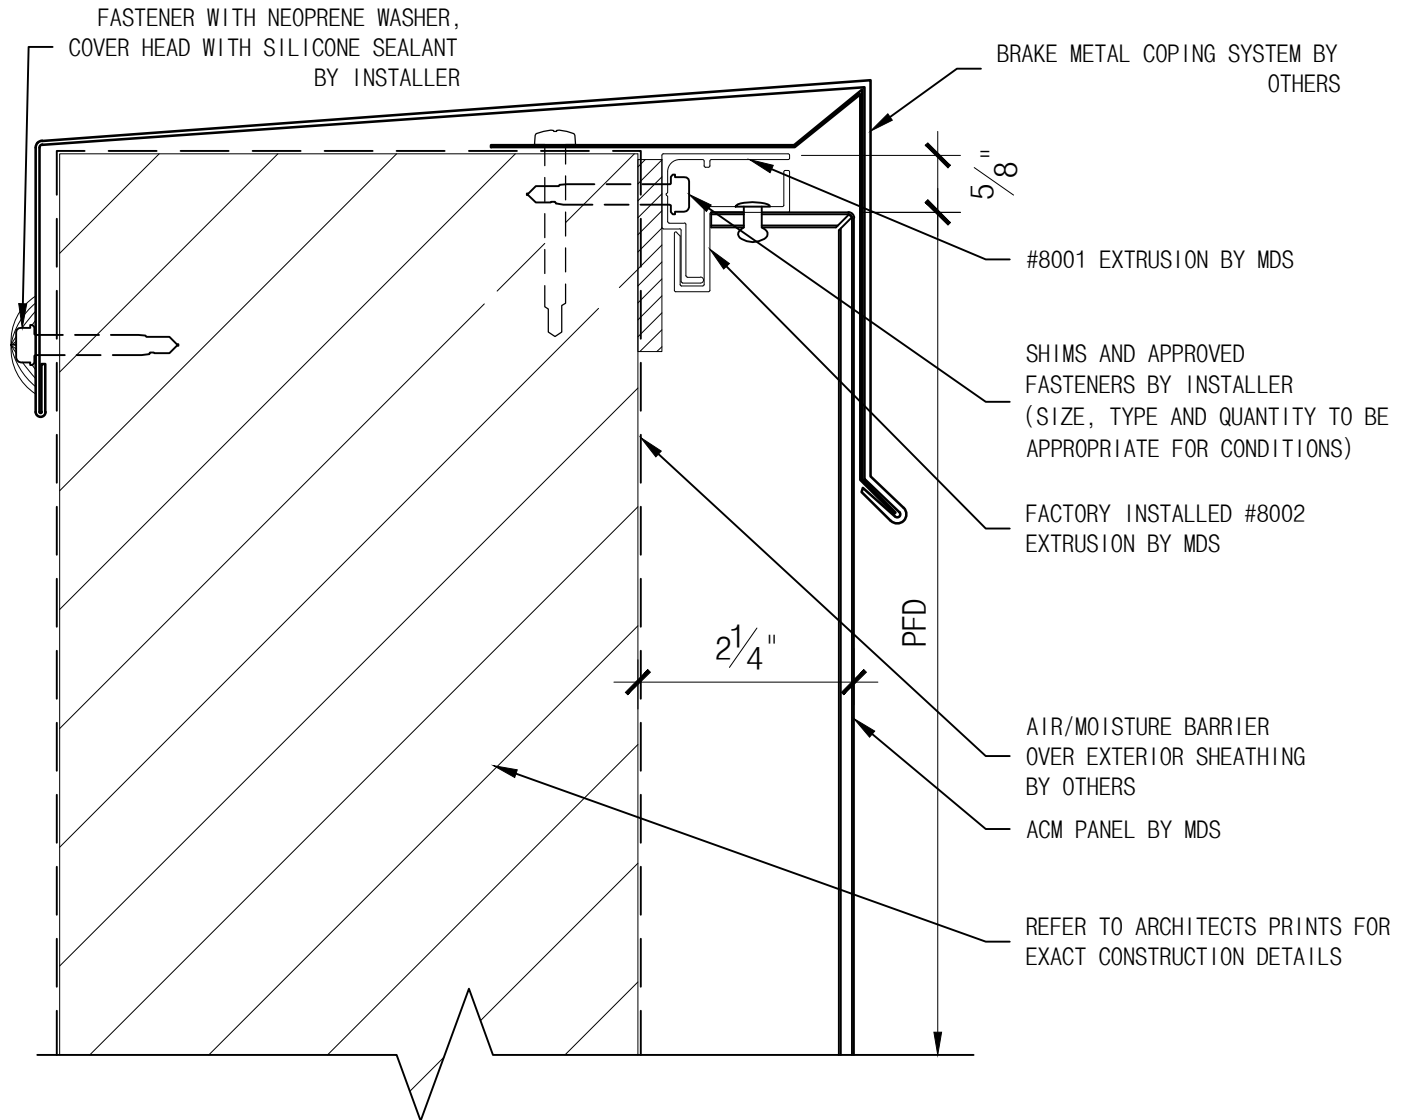 FASTENER WITH NEOPRENE WASHER,
COVER HEAD WITH SILICONE SEALANT
BY INSTALLER
BRAKE METAL COPING SYSTEM BY
OTHERS
5/8"
#8001 EXTRUSION BY MDS
SHIMS AND APPROVED
FASTENERS BY INSTALLER
(SIZE, TYPE AND QUANTITY TO BE
APPROPRIATE FOR CONDITIONS)
FACTORY INSTALLED #8002
EXTRUSION BY MDS
PFD
2 1/4"
AIR/MOISTURE BARRIER
OVER EXTERIOR SHEATHING
BY OTHERS
ACM PANEL BY MDS
REFER TO ARCHITECTS PRINTS FOR
EXACT CONSTRUCTION DETAILS